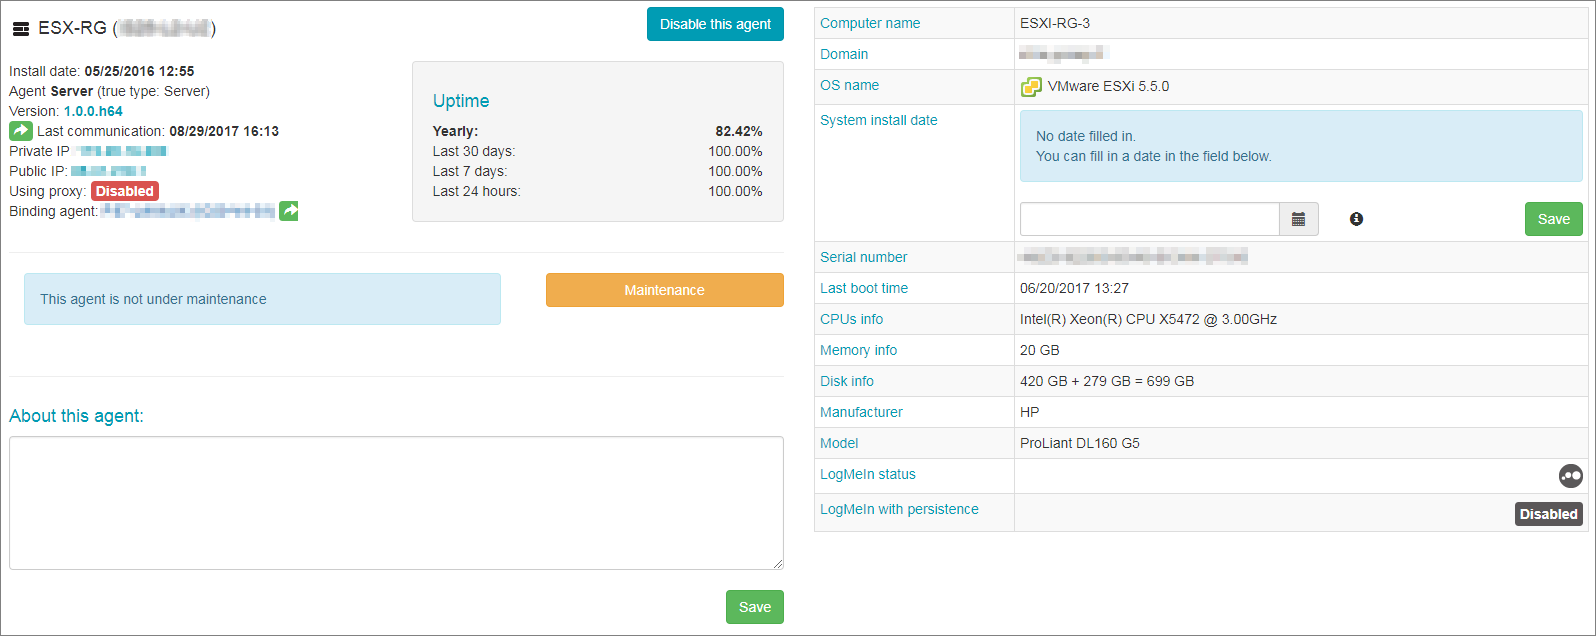 ESX-RG (
Disable this agent
Install date: 05/25/2016 12:55
Agent Server (true type: Server)
Version: 1.0.0.h64
Last communication: 08/29/2017 16:13
Private IP
Public IP:
Using proxy: Disabled
Binding agent:
Uptime
Yearly: 82.42%
Last 30 days: 100.00%
Last 7 days: 100.00%
Last 24 hours: 100.00%
This agent is not under maintenance
Maintenance
About this agent:
Save
Computer name ESXI-RG-3
Domain
OS name VMware ESXi 5.5.0
System install date
No date filled in.
You can fill in a date in the field below.
Save
Serial number
Last boot time 06/20/2017 13:27
CPUs info Intel(R) Xeon(R) CPU X5472 @ 3.00GHz
Memory info 20 GB
Disk info 420 GB + 279 GB = 699 GB
Manufacturer HP
Model ProLiant DL160 G5
LogMeIn status
LogMeIn with persistence Disabled